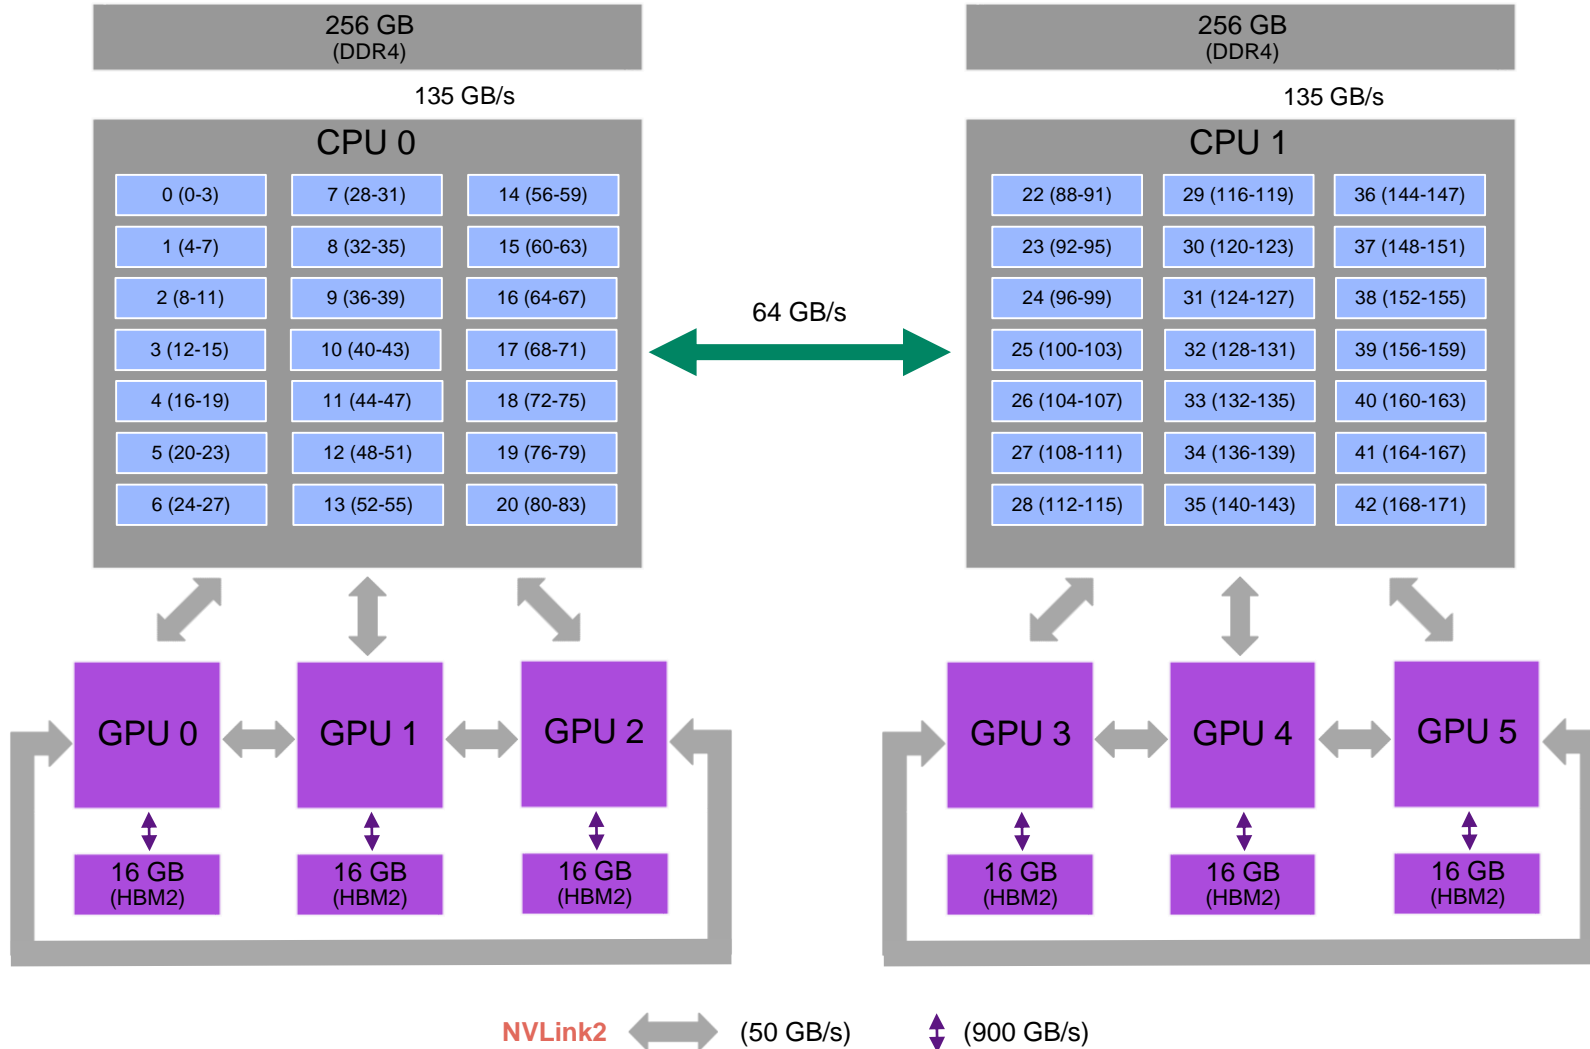 256 GB
(DDR4)
135 GB/s
CPU 0
0 (0-3)
7 (28-31)
14 (56-59)
1 (4-7)
8 (32-35)
15 (60-63)
2 (8-11)
9 (36-39)
16 (64-67)
3 (12-15)
10 (40-43)
17 (68-71)
4 (16-19)
11 (44-47)
18 (72-75)
5 (20-23)
12 (48-51)
19 (76-79)
6 (24-27)
13 (52-55)
20 (80-83)
64 GB/s
256 GB
(DDR4)
135 GB/s
CPU 1
22 (88-91)
29 (116-119)
36 (144-147)
23 (92-95)
30 (120-123)
37 (148-151)
24 (96-99)
31 (124-127)
38 (152-155)
25 (100-103)
32 (128-131)
39 (156-159)
26 (104-107)
33 (132-135)
40 (160-163)
27 (108-111)
34 (136-139)
41 (164-167)
28 (112-115)
35 (140-143)
42 (168-171)
GPU 0
GPU 1
GPU 2
GPU 3
GPU 4
GPU 5
16 GB
(HBM2)
16 GB
(HBM2)
16 GB
(HBM2)
16 GB
(HBM2)
16 GB
(HBM2)
16 GB
(HBM2)
NVLink2
(50 GB/s)
(900 GB/s)